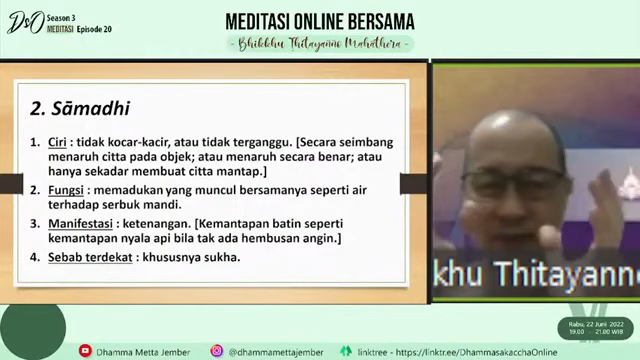 DsO Season 3
MEDITASI Episode 20
MEDITASI ONLINE BERSAMA
- Bhikkhu Thitayanno Mahathera -
2. Sāmadhi
1. Ciri : tidak kocar-kacir, atau tidak terganggu. [Secara seimbang
menaruh citta pada objek; atau menaruh secara benar; atau
hanya sekadar membuat citta mantap.]
2. Fungsi : memadukan yang muncul bersamanya seperti air
terhadap serbuk mandi.
3. Manifestasi : ketenangan. [Kemantapan batin seperti
kemantapan nyala api bila tak ada hembusan angin.]
4. Sebab terdekat : khususnya sukha.
khu Thitayanno
Rabu, 22 Juni 2022
19.00 - 21.00 WIB
Dhamma Metta Jember
@dhammamettajember
linktree - https://linktr.ee/DhammasakacchaOnline